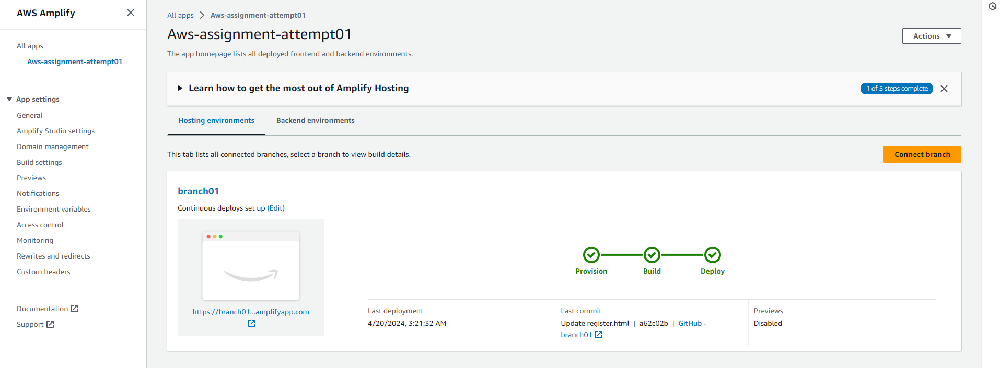 AWS Amplify
All apps
Aws-assignment-attempt01
App settings
General
Amplify Studio settings
Domain management
Build settings
Previews
Notifications
Environment variables
Access control
Monitoring
Rewrites and redirects
Custom headers
Documentation
Support
All apps > Aws-assignment-attempt01
Aws-assignment-attempt01
Actions
The app homepage lists all deployed frontend and backend environments.
Learn how to get the most out of Amplify Hosting
1 of 5 steps complete
Hosting environments
Backend environments
This tab lists all connected branches, select a branch to view build details.
Connect branch
branch01
Continuous deploys set up (Edit)
https://branch01...amplifyapp.com
Provision
Build
Deploy
Last deployment
4/20/2024, 3:21:32 AM
Last commit
Update register.html | a62c02b | GitHub -
branch01
Previews
Disabled